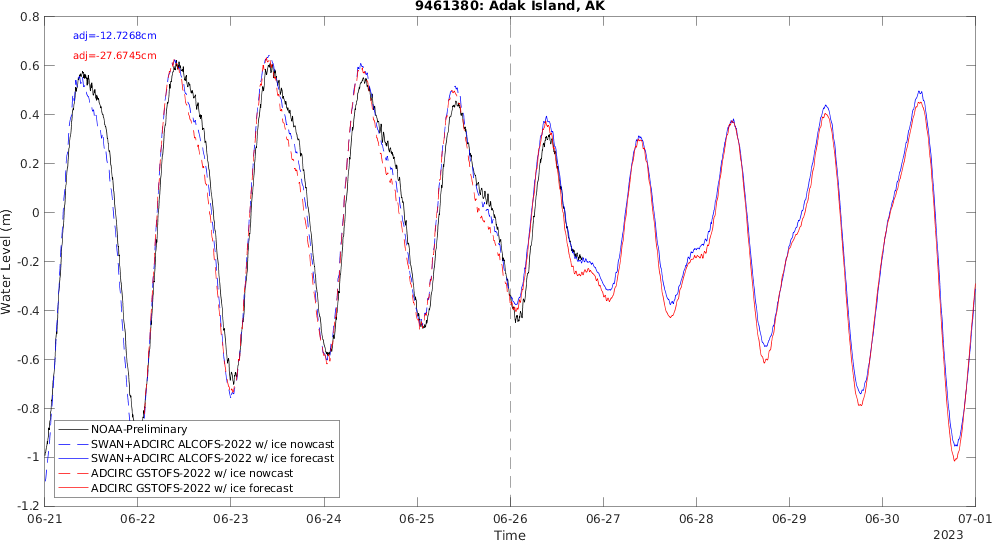 9461380: Adak Island, AK
adj=-12.7268cm
adj=-27.6745cm
Water Level (m)
0.8
0.6
0.4
0.2
0
-0.2
-0.4
-0.6
-0.8
-1
-1.2
NOAA-Preliminary
SWAN+ADCIRC ALCOFS-2022 w/ ice nowcast
SWAN+ADCIRC ALCOFS-2022 w/ ice forecast
ADCIRC GSTOFS-2022 w/ ice nowcast
ADCIRC GSTOFS-2022 w/ ice forecast
06-21 06-22 06-23 06-24 06-25 06-26 06-27 06-28 06-29 06-30 07-01
Time
2023